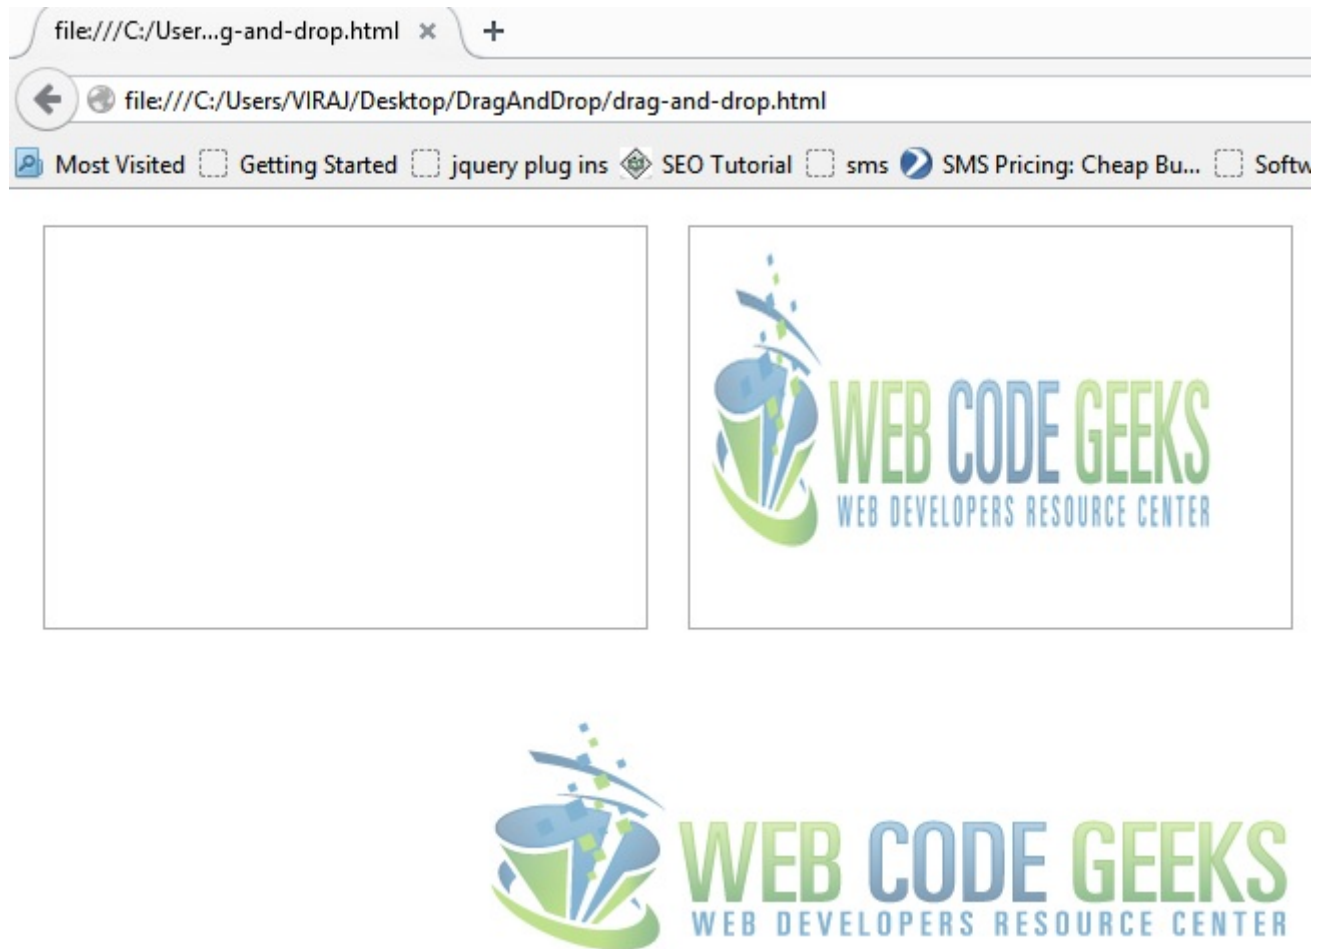 file:///C:/User...g-and-drop.html
file:///C:/Users/VIRAJ/Desktop/DragAndDrop/drag-and-drop.html
Most Visited Getting Started jquery plug ins SEO Tutorial sms SMS Pricing: Cheap Bu... Softw
WEB CODE GEEKS
WEB DEVELOPERS RESOURCE CENTER
WEB CODE GEEKS
WEB DEVELOPERS RESOURCE CENTER